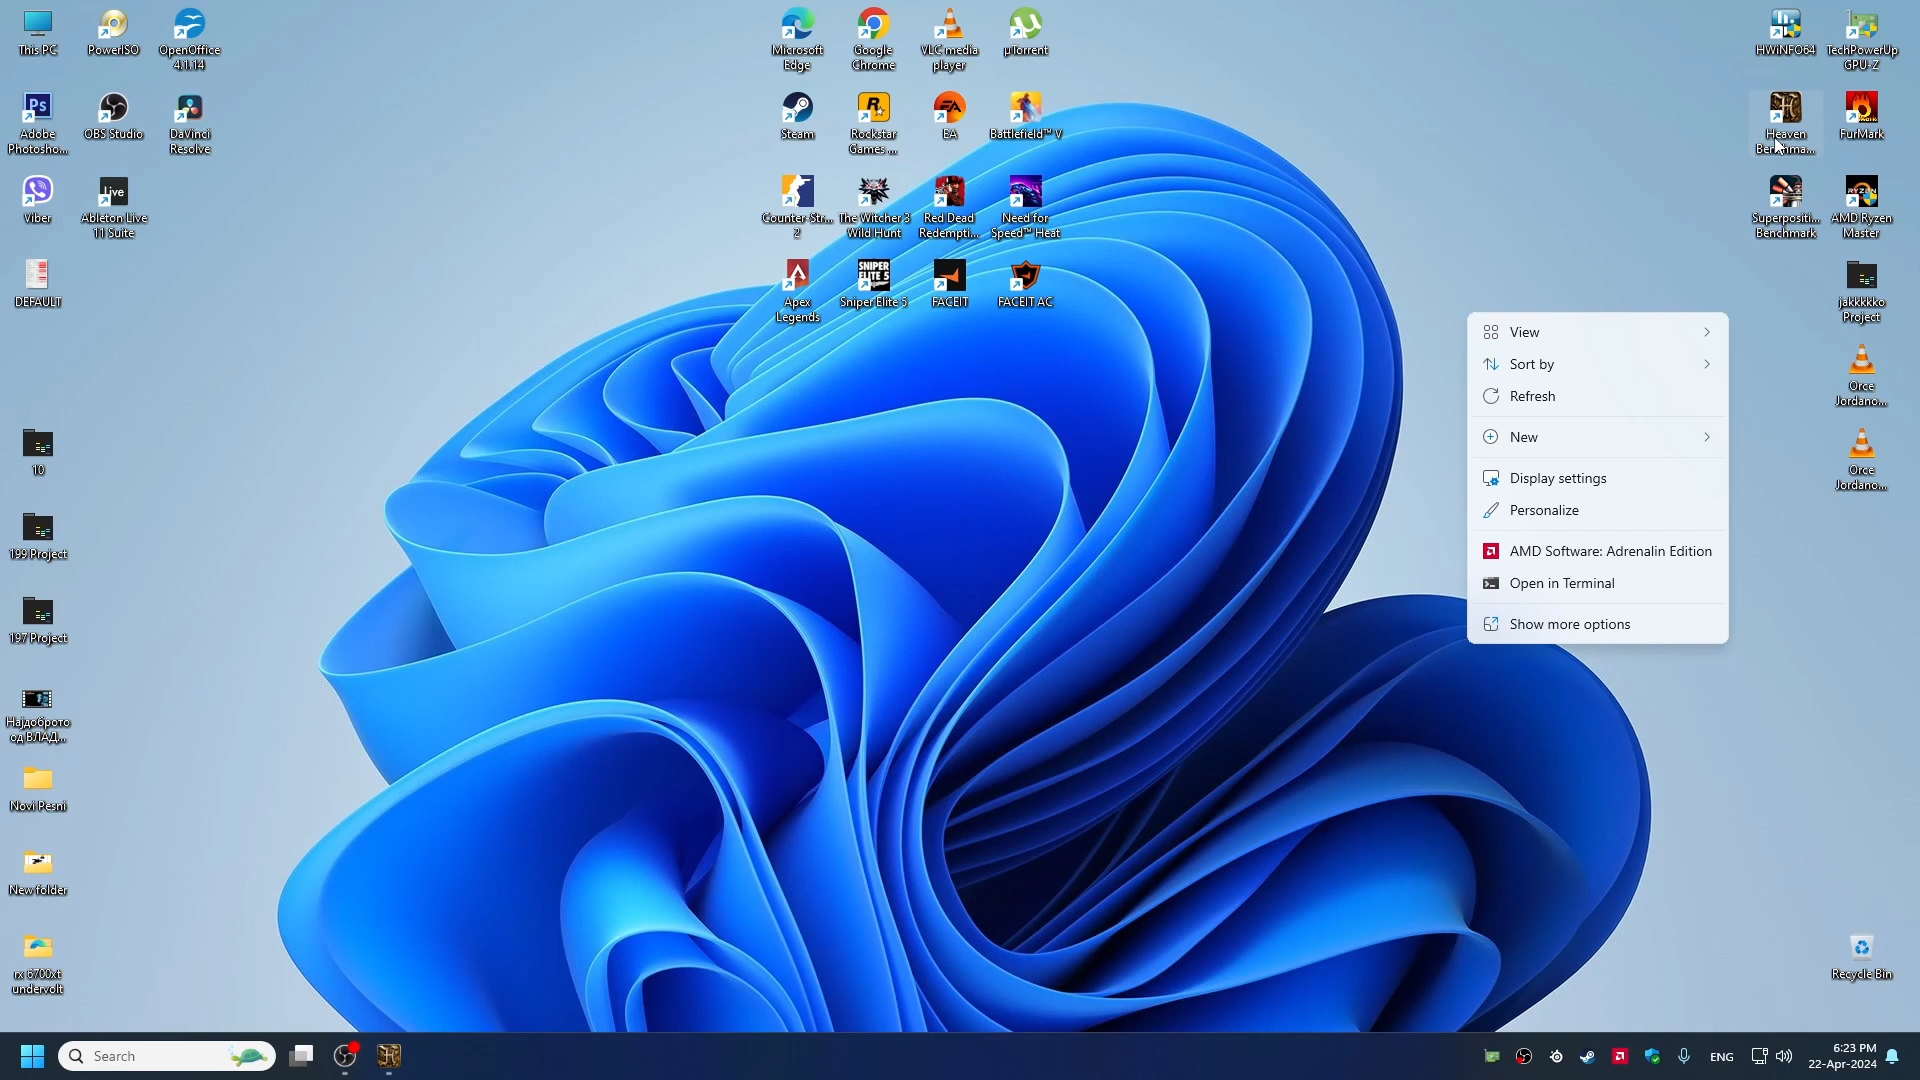 This PC
PowerISO
OpenOffice
4.1.14
Microsoft
Edge
Google
Chrome
VLC media
player
µTorrent
HWiNFO64
TechPowerUp
GPU-Z
Adobe
Photosho...
OBS Studio
DaVinci
Resolve
Steam
Rockstar
Games ...
EA
Battlefield™ V
Heaven
Benchma...
FurMark
Viber
Live
Ableton Live
11 Suite
Counter-Str...
2
The Witcher 3
Wild Hunt
Red Dead
Redempti...
Need for
Speed™ Heat
Superpositi...
Benchmark
RYZEN
AMD Ryzen
Master
DEFAULT
Apex
Legends
SNIPER
ELITE 5
Sniper Elite 5
FACEIT
FACEIT AC
jakkkkko
Project
Orce
Jordano...
Orce
Jordano...
10
199 Project
197 Project
Најдоброто
од ВЛАД...
Novi Pesni
New folder
rx 6700xt
undervolt
View
Sort by
Refresh
New
Display settings
Personalize
AMD Software: Adrenalin Edition
Open in Terminal
Show more options
Recycle Bin
Search
ENG
6:23 PM
22-Apr-2024